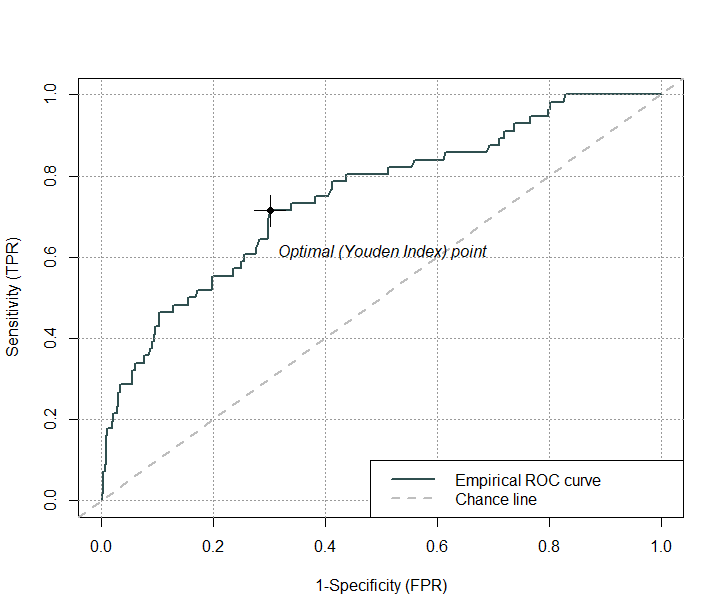 1.0
0.8
0.6
0.4
0.2
0.0
Sensitivity (TPR)
Optimal (Youden Index) point
Empirical ROC curve
Chance line
0.0 0.2 0.4 0.6 0.8 1.0
1-Specificity (FPR)